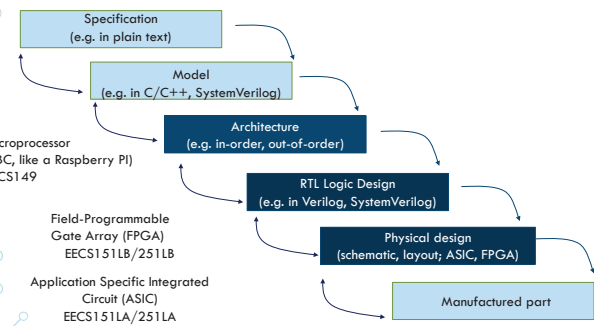 Specification
(e.g. in plain text)
Model
(e.g. in C/C++, SystemVerilog)
Architecture
(e.g. in-order, out-of-order)
RTL Logic Design
(e.g. in Verilog, SystemVerilog)
Physical design
(schematic, layout; ASIC, FPGA)
Manufactured part
croprocessor
BC, like a Raspberry PI)
CS149
Field-Programmable
Gate Array (FPGA)
EECS151LB/251LB
Application Specific Integrated
Circuit (ASIC)
EECS151LA/251LA